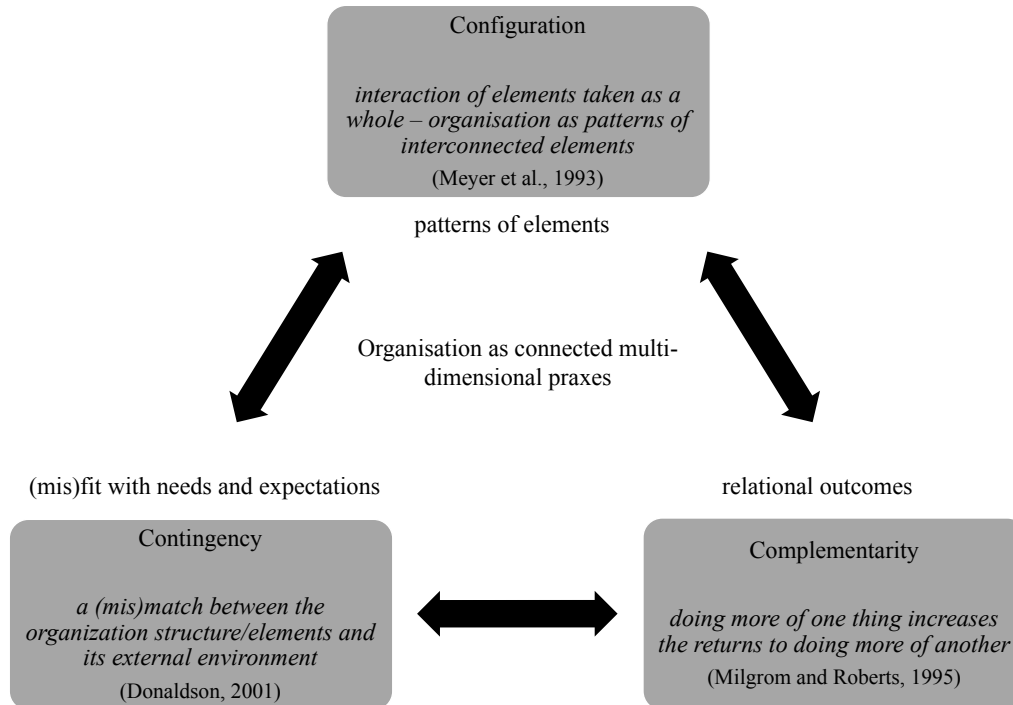 Configuration
interaction of elements taken as a
whole – organisation as patterns of
interconnected elements
(Meyer et al., 1993)
patterns of elements
Organisation as connected multi-
dimensional praxes
(mis)fit with needs and expectations
relational outcomes
Contingency
a (mis)match between the
organization structure/elements and
its external environment
(Donaldson, 2001)
Complementarity
doing more of one thing increases
the returns to doing more of another
(Milgrom and Roberts, 1995)